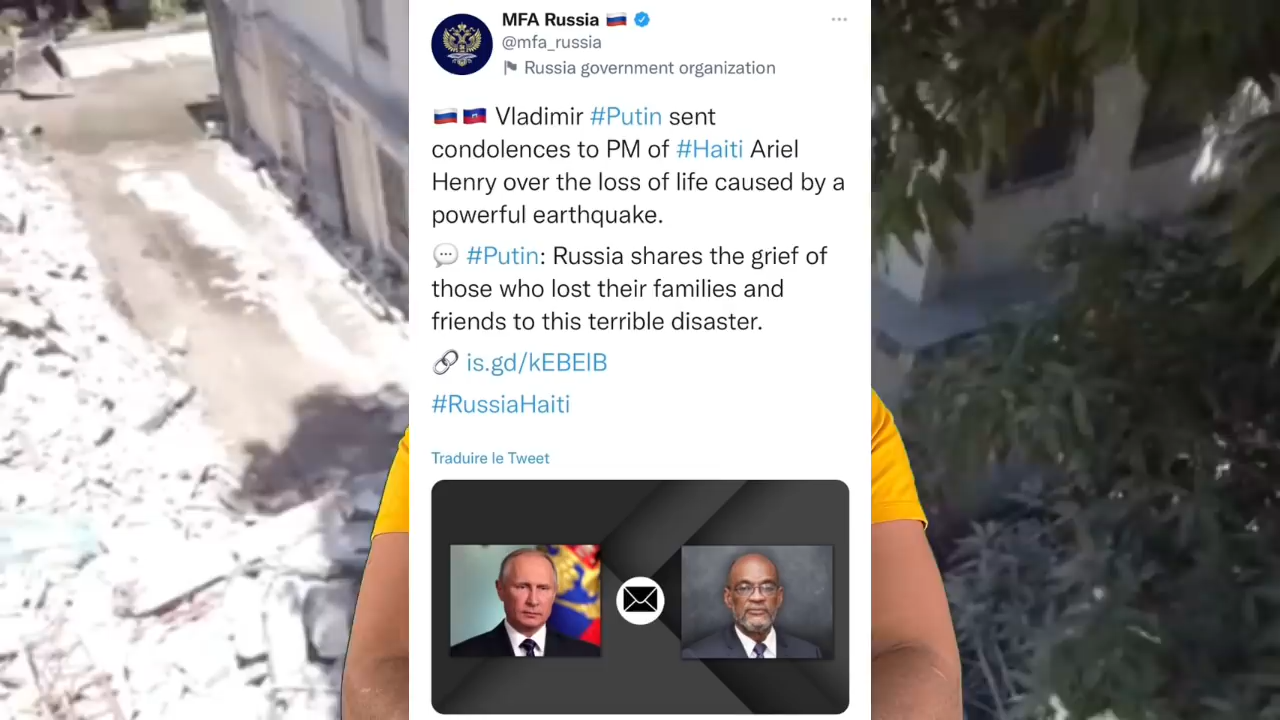 MFA Russia 🇷🇺
@mfa_russia
Russia government organization
🇷🇺🇭🇹 Vladimir #Putin sent
condolences to PM of #Haiti Ariel
Henry over the loss of life caused by a
powerful earthquake.
💬 #Putin: Russia shares the grief of
those who lost their families and
friends to this terrible disaster.
🔗 is.gd/kEBElB
#RussiaHaiti
Traduire le Tweet